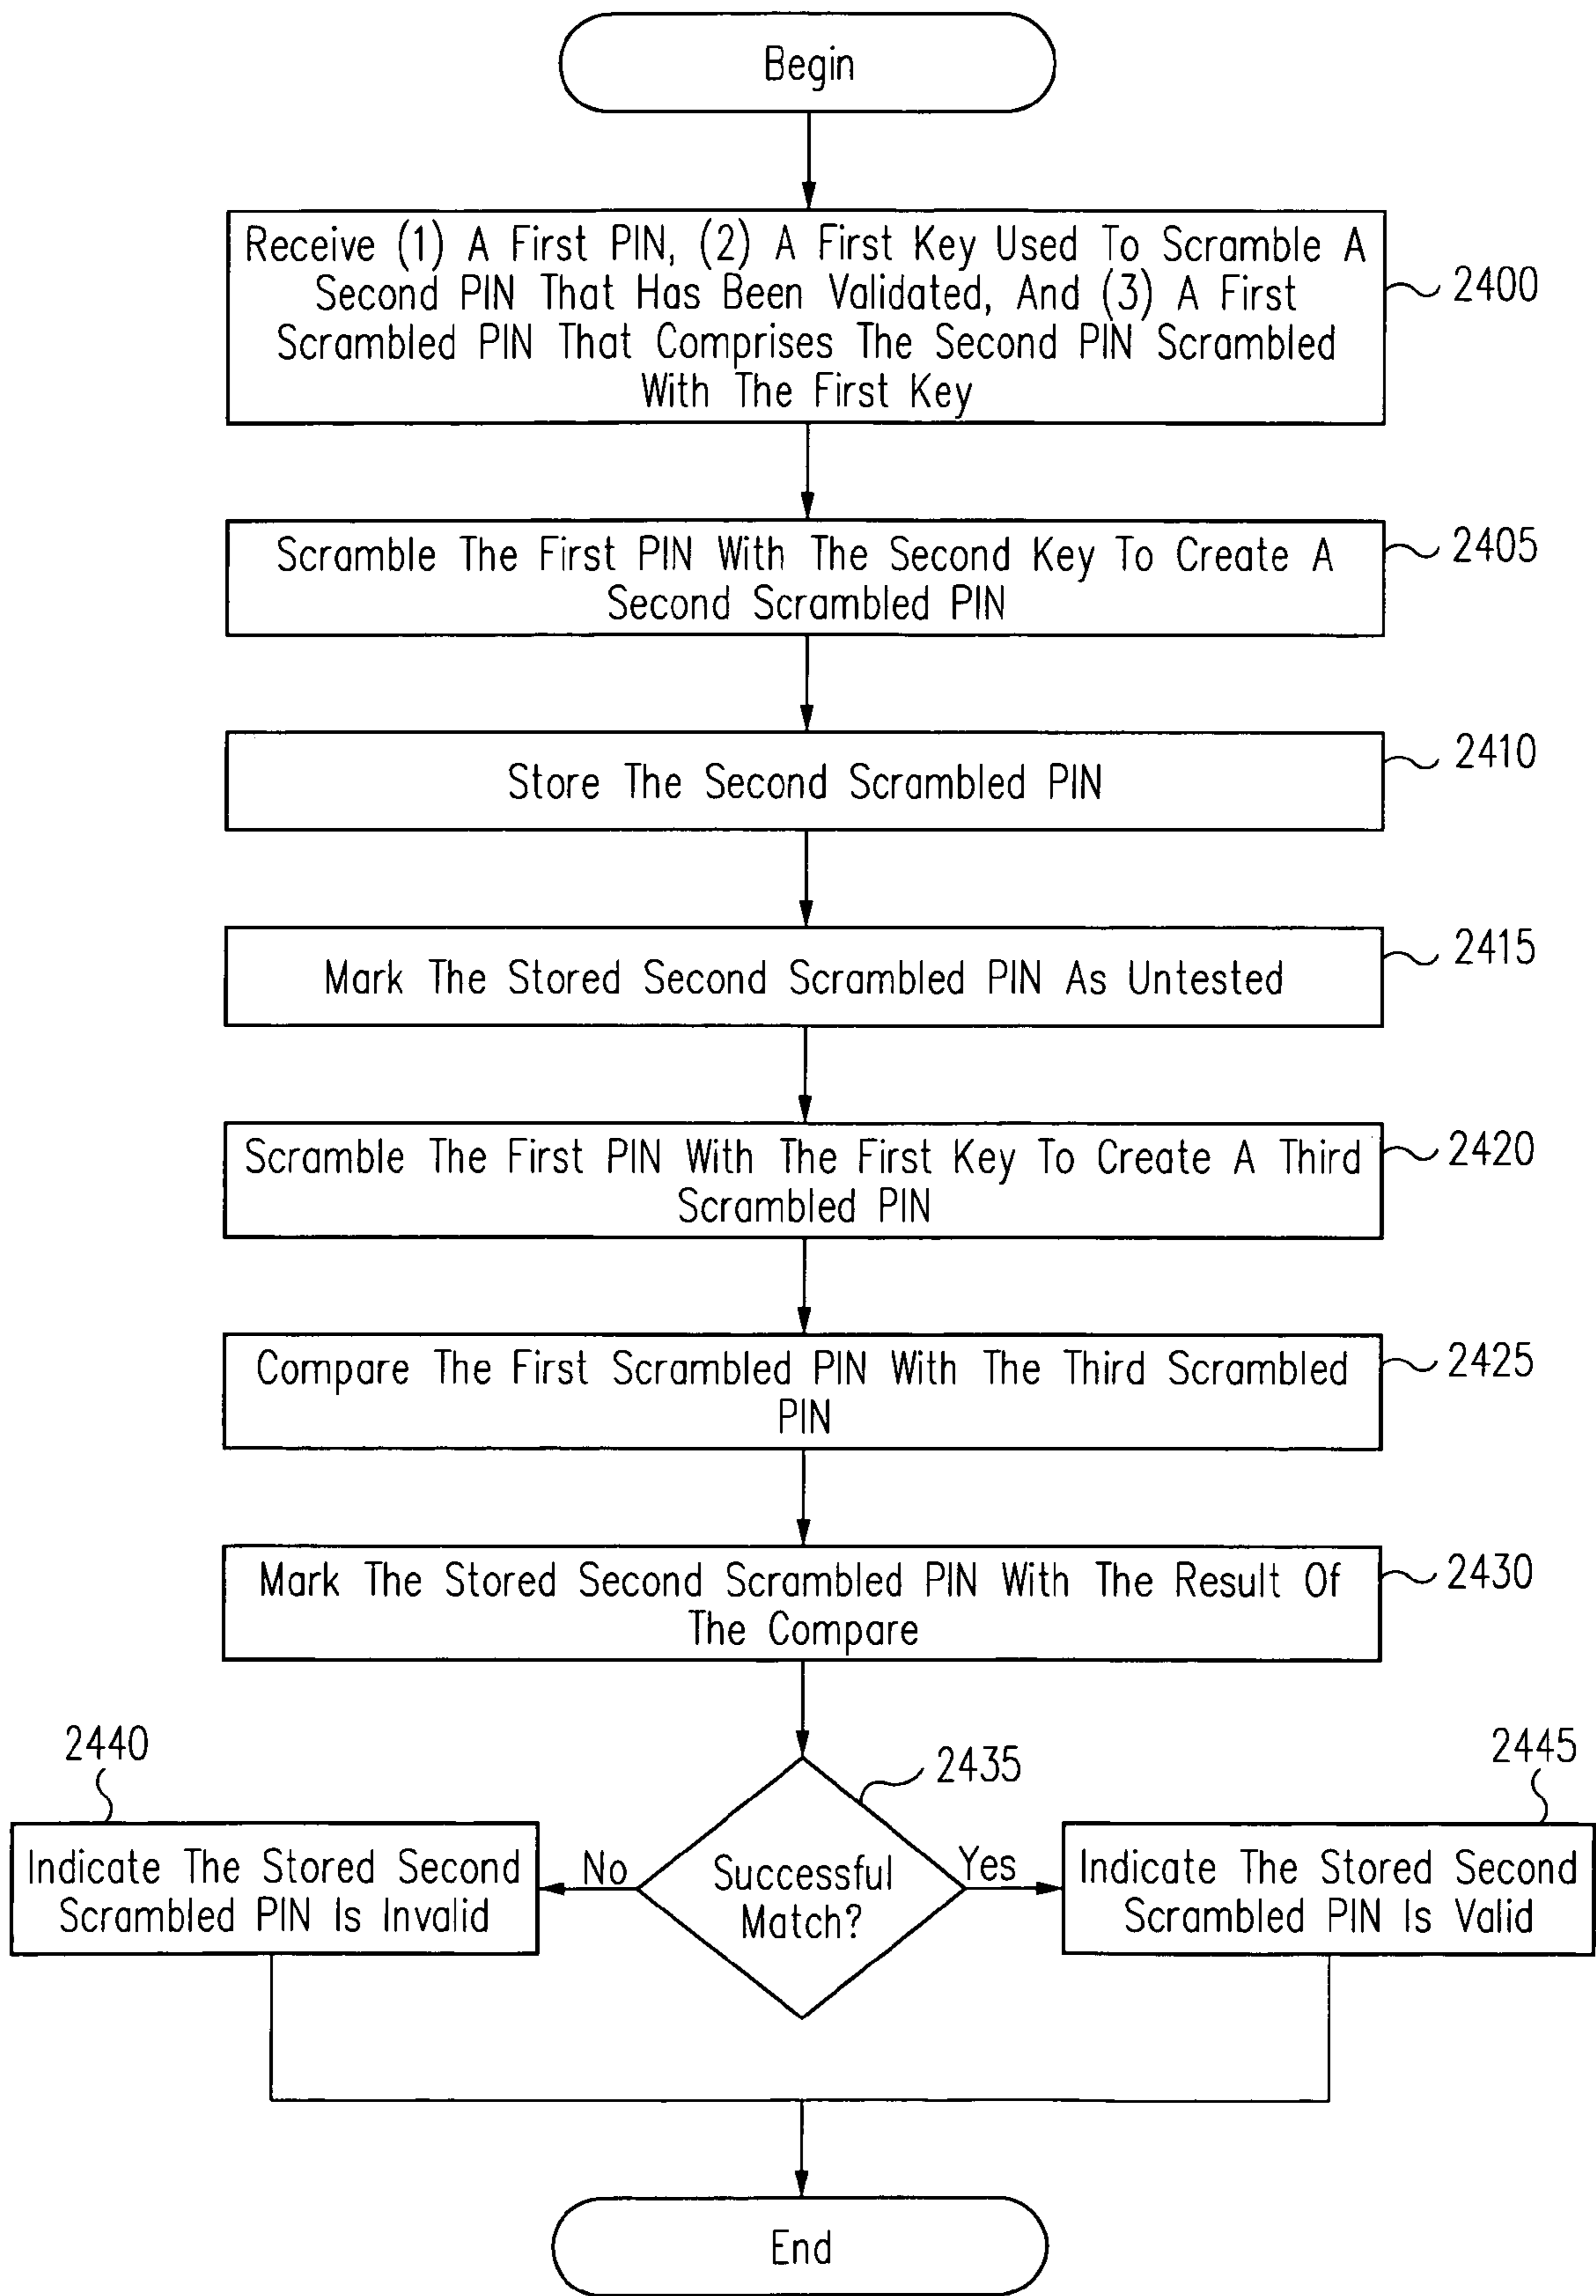 Begin
Receive (1) A First PIN, (2) A First Key Used To Scramble A
Second PIN That Has Been Validated, And (3) A First
Scrambled PIN That Comprises The Second PIN Scrambled
With The First Key
2400
Scramble The First PIN With The Second Key To Create A
Second Scrambled PIN
2405
Store The Second Scrambled PIN
2410
Mark The Stored Second Scrambled PIN As Untested
2415
Scramble The First PIN With The First Key To Create A Third
Scrambled PIN
2420
Compare The First Scrambled PIN With The Third Scrambled
PIN
2425
Mark The Stored Second Scrambled PIN With The Result Of
The Compare
2430
2440
Indicate The Stored Second
Scrambled PIN Is Invalid
No
2435
Successful
Match?
Yes
2445
Indicate The Stored Second
Scrambled PIN Is Valid
End